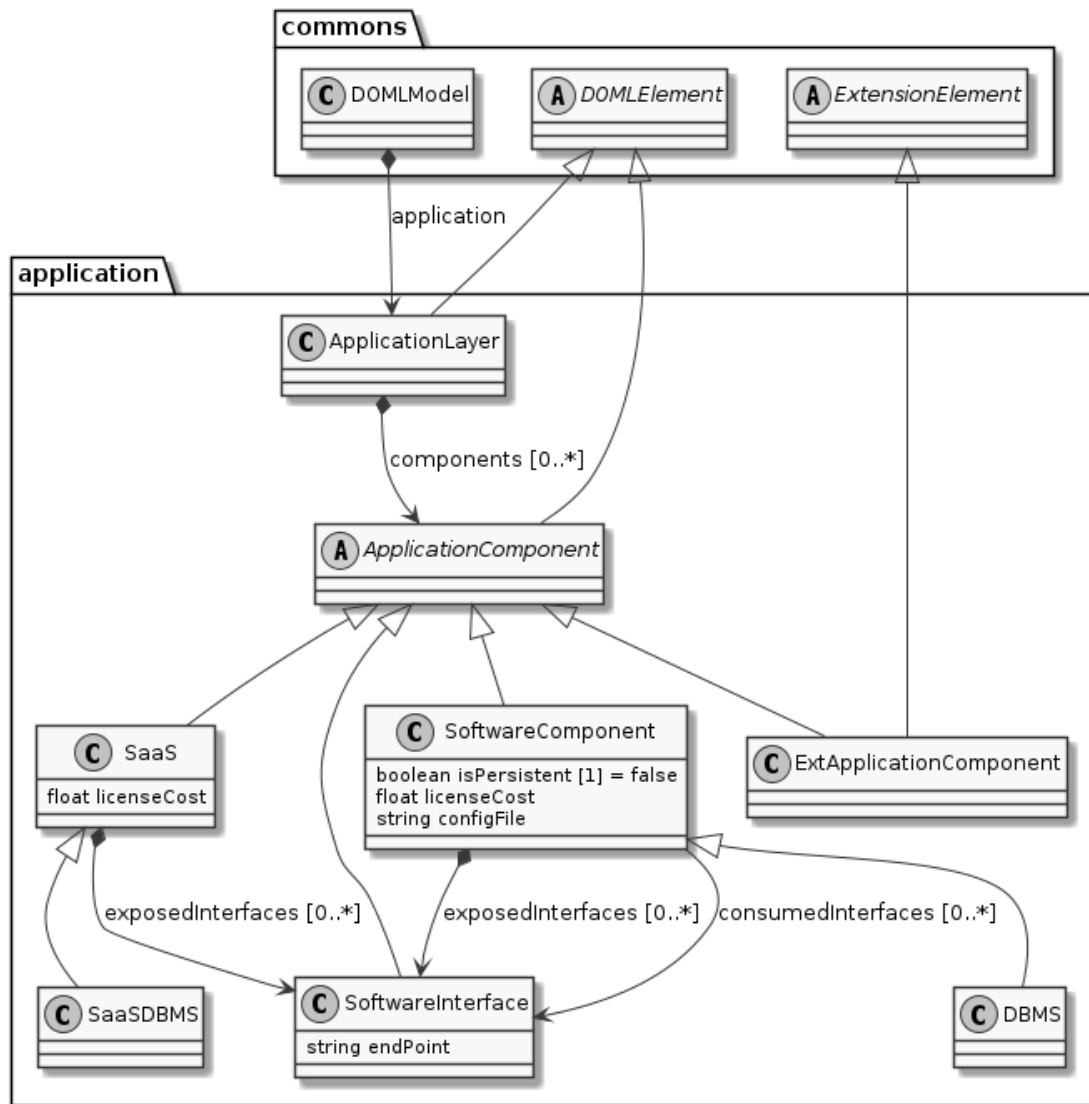 commons
C DOMLModel
A DOMLElement
A ExtensionElement
application
application
C ApplicationLayer
components [0..*]
A ApplicationComponent
C SaaS
float licenseCost
C SoftwareComponent
boolean isPersistent [1] = false
float licenseCost
string configFile
C ExtApplicationComponent
exposedInterfaces [0..*]
exposedInterfaces [0..*]
consumedInterfaces [0..*]
C SaaSDBMS
C SoftwareInterface
string endPoint
C DBMS